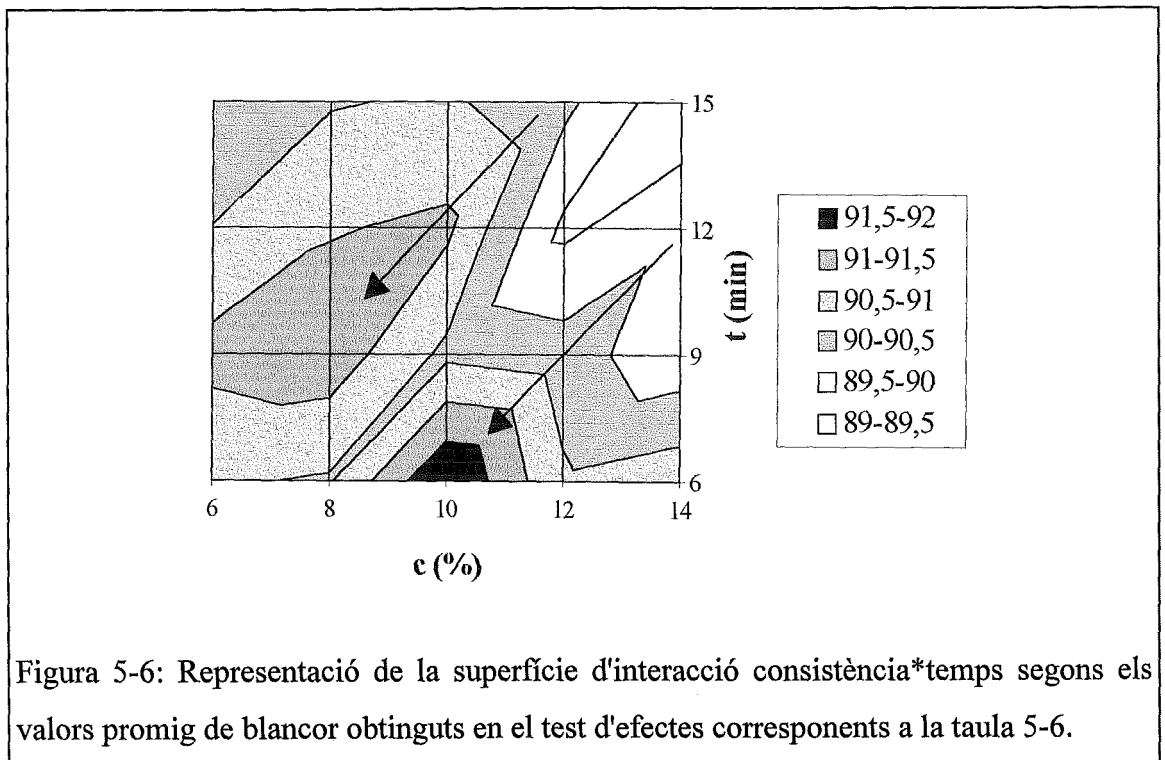 15
12
9
6
t (min)
6 8 10 12 14
c (%)
91,5-92
91-91,5
90,5-91
90-90,5
89,5-90
89-89,5
Figura 5-6: Representació de la superfície d'interacció consistència*temps segons els
valors promig de blancor obtinguts en el test d'efectes corresponents a la taula 5-6.